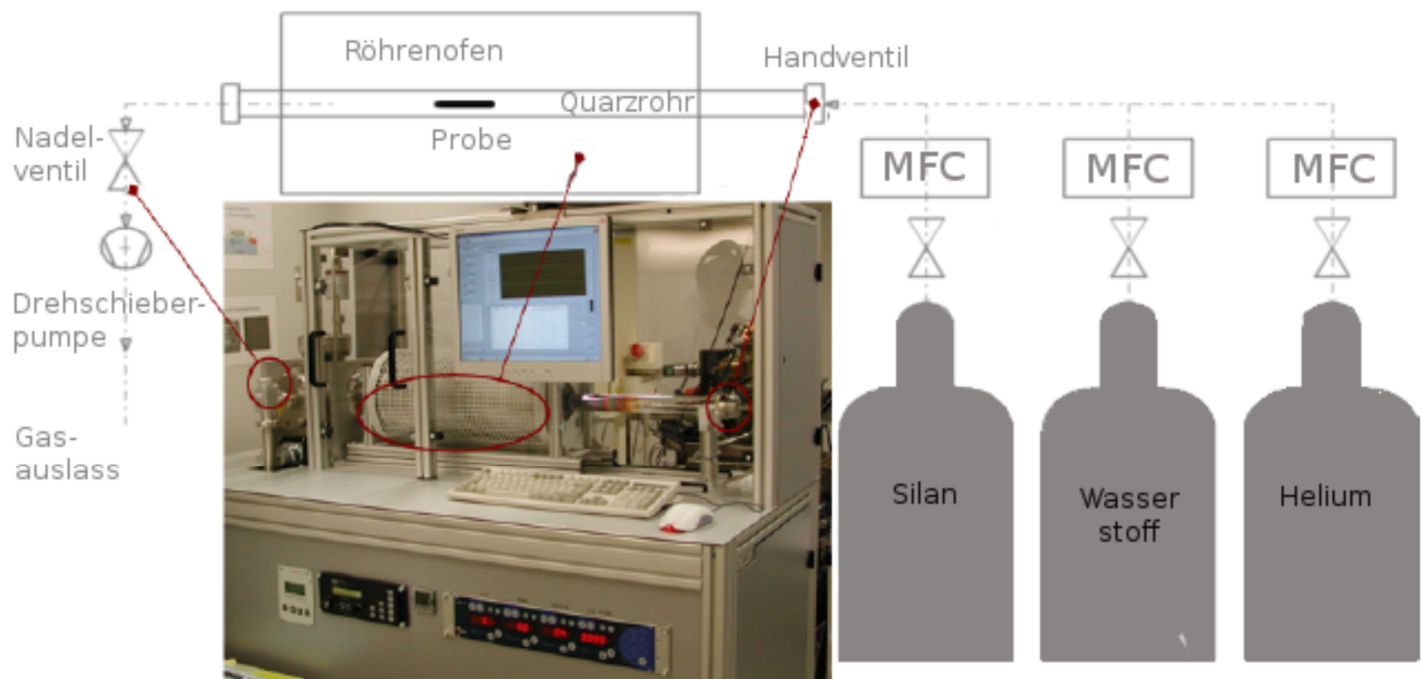 Röhrenofen
Handventil
Quarzrohr
Probe
Nadel-
ventil
MFC
MFC
MFC
Drehschieber-
pumpe
Gas-
auslass
Silan
Wasser
stoff
Helium